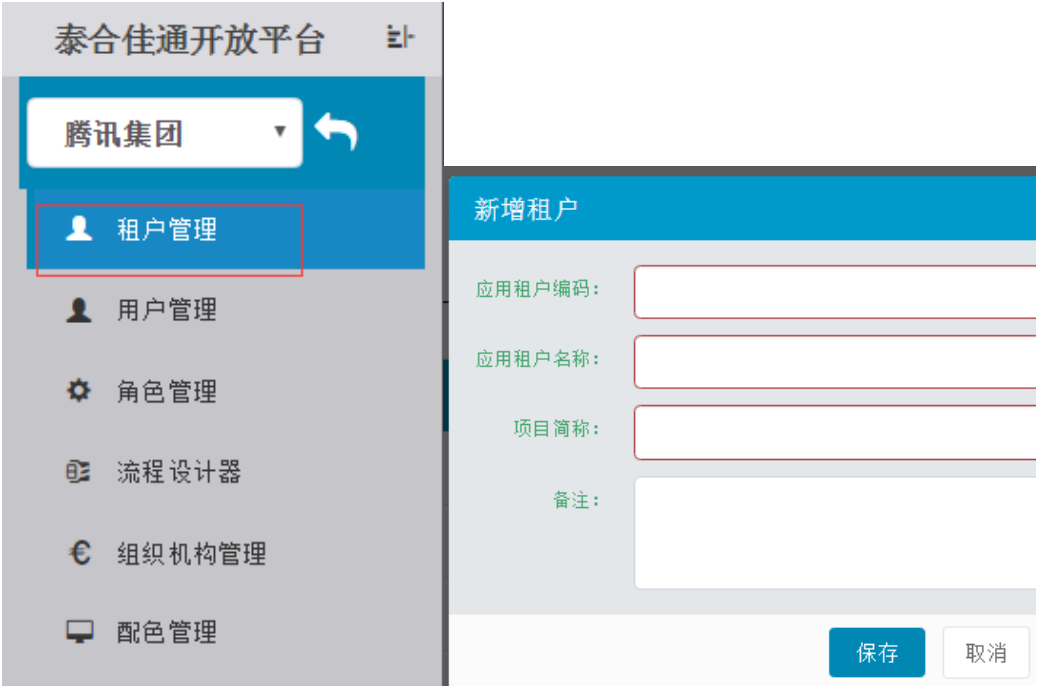 泰合佳通开放平台
腾讯集团
租户管理
用户管理
角色管理
流程设计器
组织机构管理
配色管理
新增租户
应用租户编码:
应用租户名称:
项目简称:
备注:
保存
取消